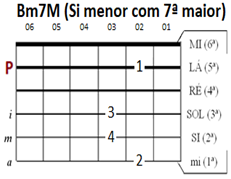 Bm7M (Si menor com 7ª maior)
06 05 04 03 02 01
MI (6ª)
P 1 LÁ (5ª)
RÉ (4ª)
i 3 SOL (3ª)
m 4 SI (2ª)
a 2 mi (1ª)